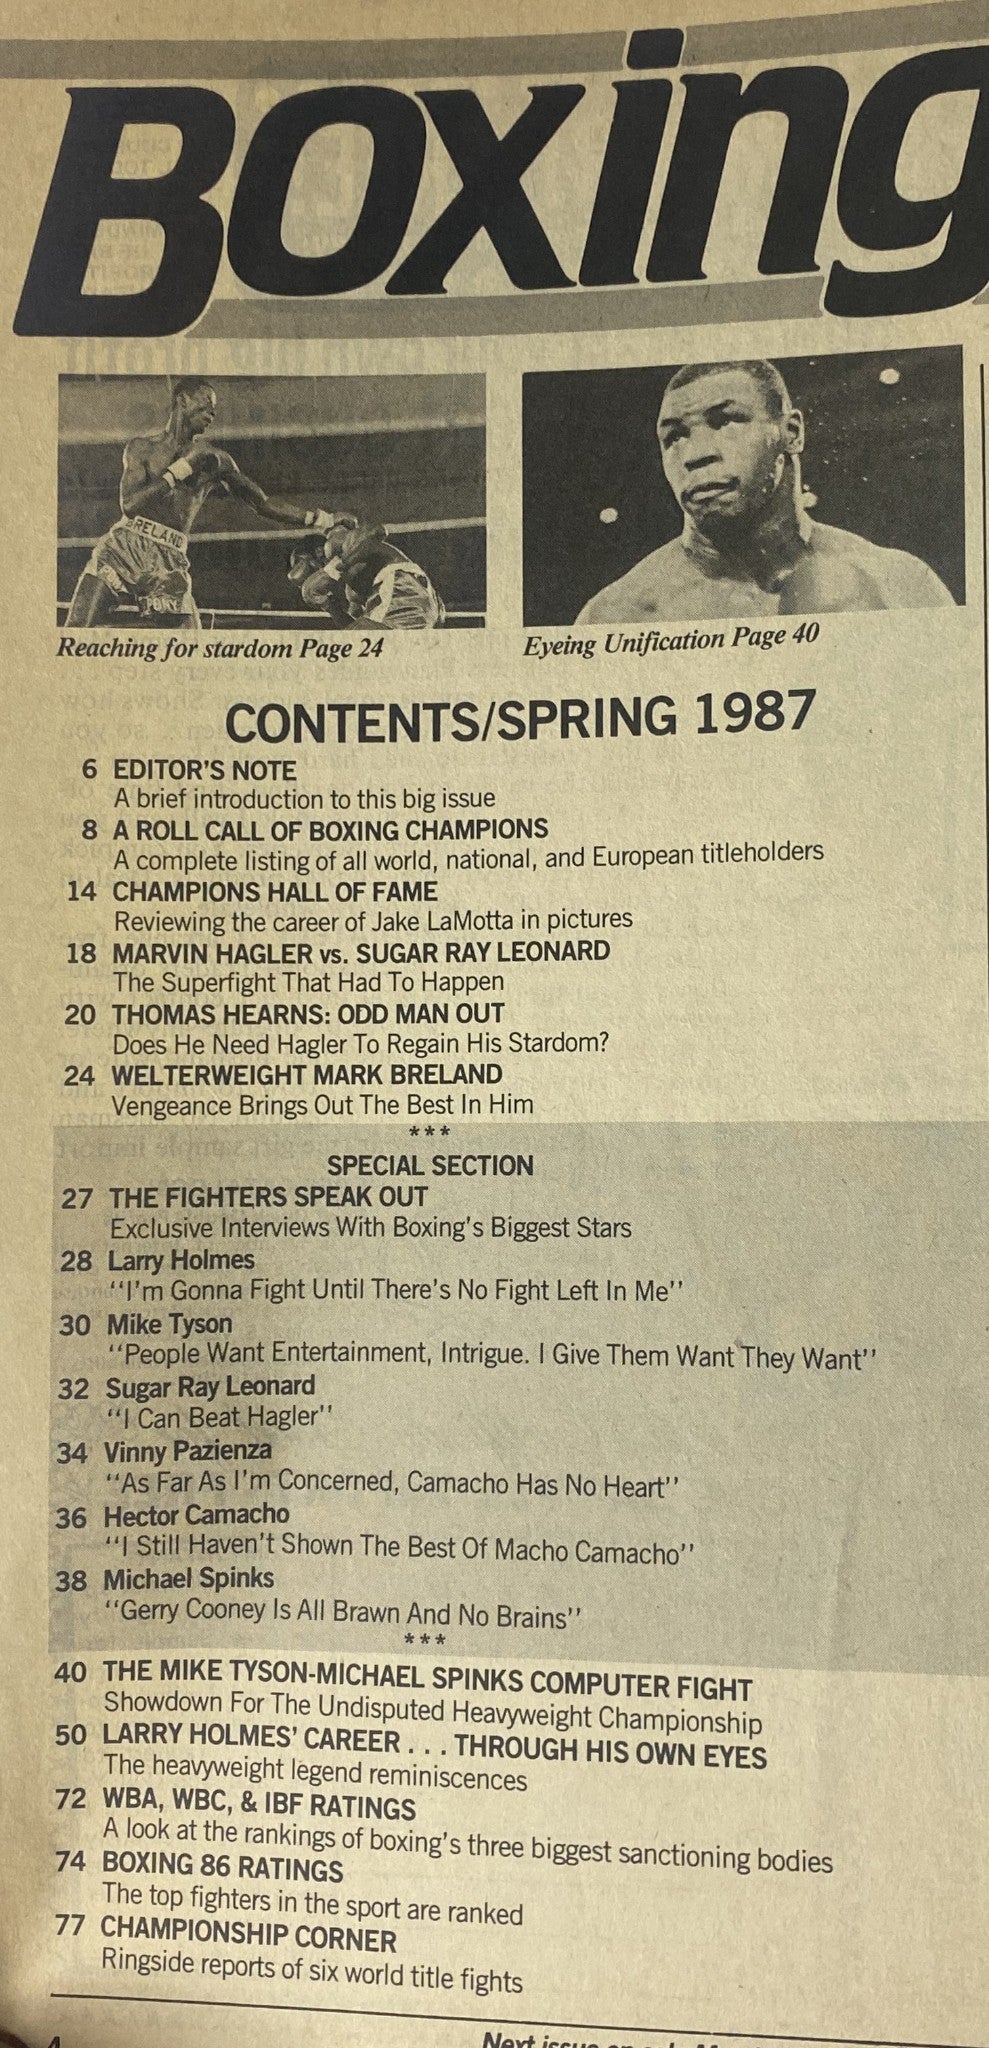 Boxing
RELAND
Reaching for stardom Page 24
Eyeing Unification Page 40
CONTENTS/SPRING 1987
6 EDITOR'S NOTE
A brief introduction to this big issue
8 A ROLL CALL OF BOXING CHAMPIONS
A complete listing of all world, national, and European titleholders
14 CHAMPIONS HALL OF FAME
Reviewing the career of Jake LaMotta in pictures
18 MARVIN HAGLER vs. SUGAR RAY LEONARD
The Superfight That Had To Happen
20 THOMAS HEARNS: ODD MAN OUT
Does He Need Hagler To Regain His Stardom?
24 WELTERWEIGHT MARK BRELAND
Vengeance Brings Out The Best In Him
***
SPECIAL SECTION
27 THE FIGHTERS SPEAK OUT
Exclusive Interviews With Boxing's Biggest Stars
28 Larry Holmes
''I'm Gonna Fight Until There's No Fight Left In Me''
30 Mike Tyson
''People Want Entertainment, Intrigue. I Give Them Want They Want''
32 Sugar Ray Leonard
''I Can Beat Hagler''
34 Vinny Pazienza
''As Far As I'm Concerned, Camacho Has No Heart''
36 Hector Camacho
''I Still Haven't Shown The Best Of Macho Camacho''
38 Michael Spinks
''Gerry Cooney Is All Brawn And No Brains''
***
40 THE MIKE TYSON-MICHAEL SPINKS COMPUTER FIGHT
Showdown For The Undisputed Heavyweight Championship
50 LARRY HOLMES' CAREER . . . THROUGH HIS OWN EYES
The heavyweight legend reminiscences
72 WBA, WBC, & IBF RATINGS
A look at the rankings of boxing's three biggest sanctioning bodies
74 BOXING 86 RATINGS
The top fighters in the sport are ranked
77 CHAMPIONSHIP CORNER
Ringside reports of six world title fights
4
Next issue on